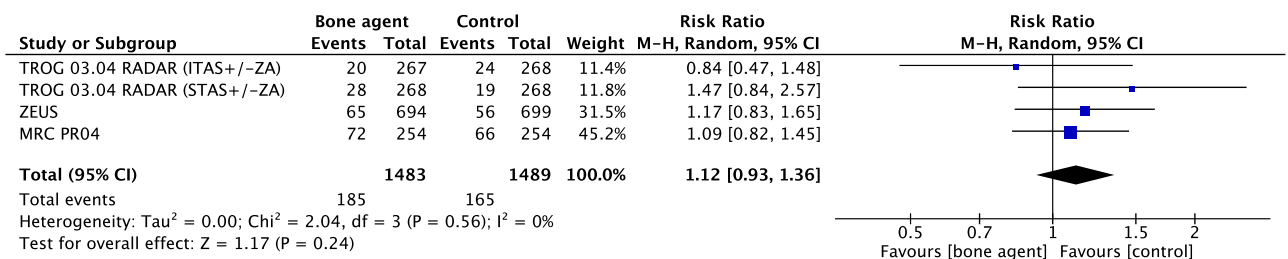 Bone agent Control Risk Ratio Risk Ratio
Study or Subgroup Events Total Events Total Weight M-H, Random, 95% CI M-H, Random, 95% CI
TROG 03.04 RADAR (ITAS+/-ZA) 20 267 24 268 11.4% 0.84 [0.47, 1.48]
TROG 03.04 RADAR (STAS+/-ZA) 28 268 19 268 11.8% 1.47 [0.84, 2.57]
ZEUS 65 694 56 699 31.5% 1.17 [0.83, 1.65]
MRC PR04 72 254 66 254 45.2% 1.09 [0.82, 1.45]
Total (95% CI) 1483 1489 100.0% 1.12 [0.93, 1.36]
Total events 185 165
Heterogeneity: Tau² = 0.00; Chi² = 2.04, df = 3 (P = 0.56); I² = 0%
Test for overall effect: Z = 1.17 (P = 0.24)
0.5 0.7 1 1.5 2
Favours [bone agent] Favours [control]